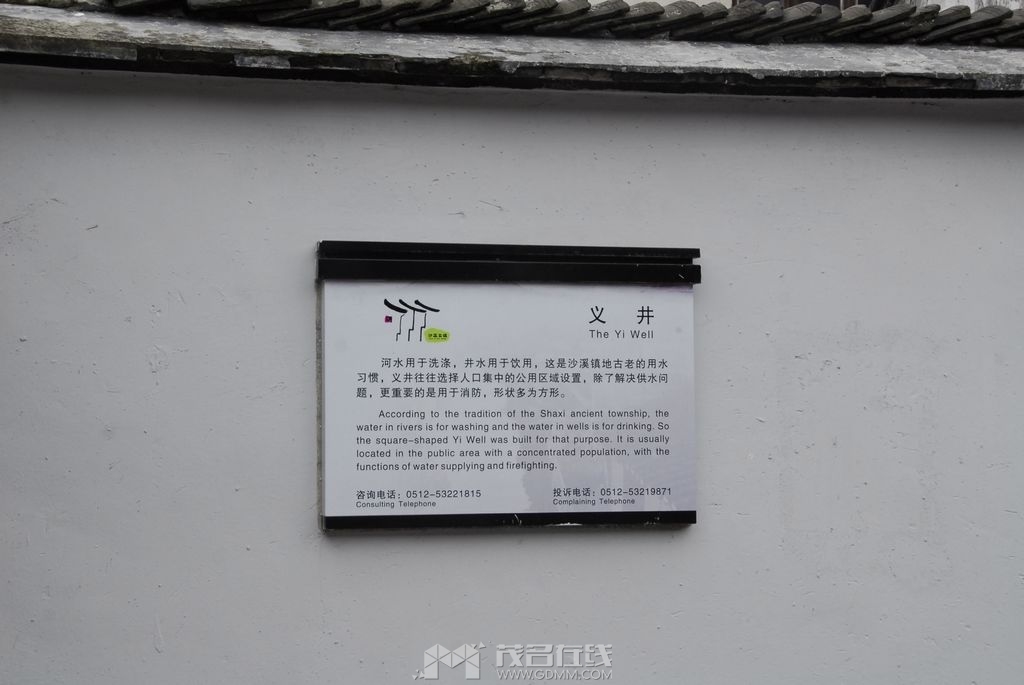 沙溪古镇
义 井
The Yi Well
河水用于洗涤，井水用于饮用，这是沙溪镇地古老的用水
习惯，义井往往选择人口集中的公用区域设置，除了解决供水问
题，更重要的是用于消防，形状多为方形。
According to the tradition of the Shaxi ancient township, the
water in rivers is for washing and the water in wells is for drinking. So
the square-shaped Yi Well was built for that purpose. It is usually
located in the public area with a concentrated population, with the
functions of water supplying and firefighting.
咨询电话：0512-53221815 投诉电话：0512-53219871
Consulting Telephone Complaining Telephone
茂名在线
WWW.GDMM.COM